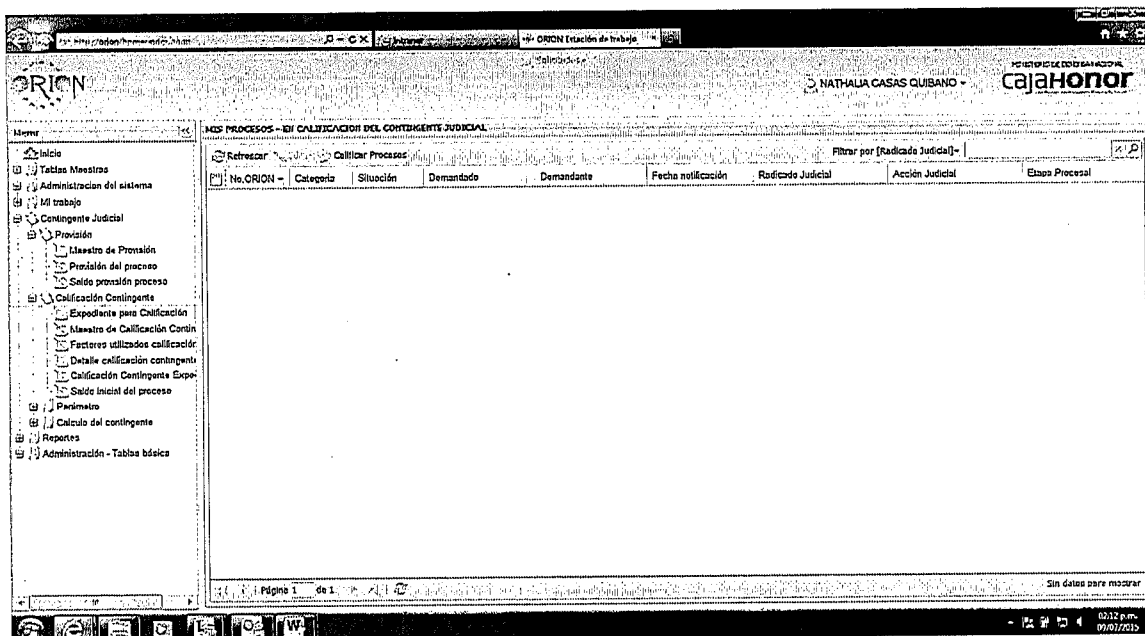 ORION Estación de trabajo
ORION
NATHALIA CASAS QUIBANO
cajaHonor
Menu
MIS PROCESOS - EN CALIFICACION DEL CONTINGENTE JUDICIAL
Refrescar
Calificar Procesos
Filtrar por [Radicado Judicial]
No.ORION
Categoria
Situación
Demandado
Demandante
Fecha notificación
Radicado Judicial
Acción Judicial
Etapa Procesal
Inicio
Tablas Maestras
Administracion del sistema
Mi trabajo
Contingente Judicial
Provisión
Maestro de Provisión
Provisión del proceso
Saldo provisión proceso
Calificación Contingente
Expediente para Calificación
Maestro de Calificación Contin
Factores utilizados calificación
Detalle calificación contingente
Calificación Contingente Expe
Saldo inicial del proceso
Perimetro
Calculo del contingente
Reportes
Administración - Tablas básica
Página 1 de 1
Sin datos para mostrar
02:12 p.m.
09/07/2015